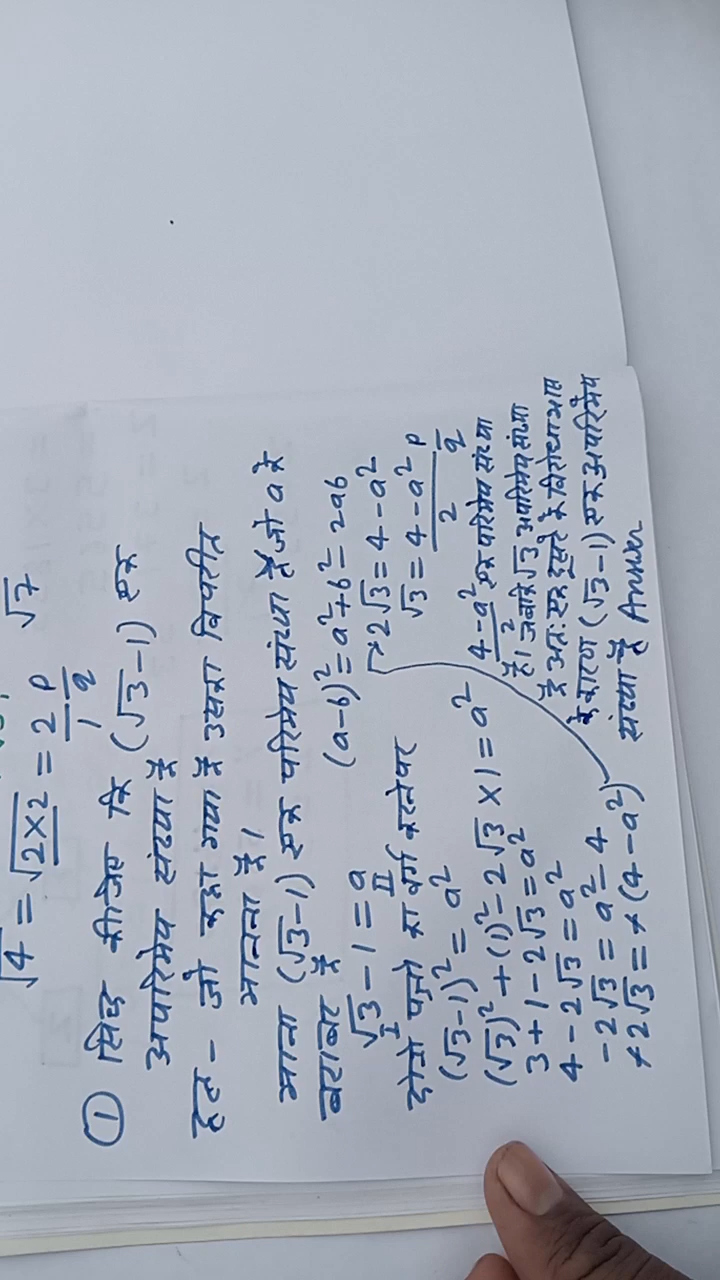 √4 = √2×2 = 2/1 p/q √7
① सिद्ध कीजिए कि (√3-1) एक
अपरिमेय संख्या है
हल - जो कहा गया है उसका विपरीत
मानना है।
माना (√3-1) एक परिमेय संख्या है जो a के
बराबर है
(a-b)² = a²+b²-2ab
√3 - 1 = a
I II
दोनो पक्षों का वर्ग करने पर
(√3-1)² = a²
(√3)² + (1)² - 2√3 × 1 = a²
3 + 1 - 2√3 = a²
4 - 2√3 = a²
-2√3 = a² - 4
+2√3 = +(4-a²)
2√3 = 4 - a²
√3 = (4-a²)/2 p/q
(4-a²)/2 एक परिमेय संख्या
है। जबकि √3 अपरिमेय संख्या
है अतः एक दूसरे के विरोधाभाष
के कारण (√3-1) एक अपरिमेय
संख्या है Answer